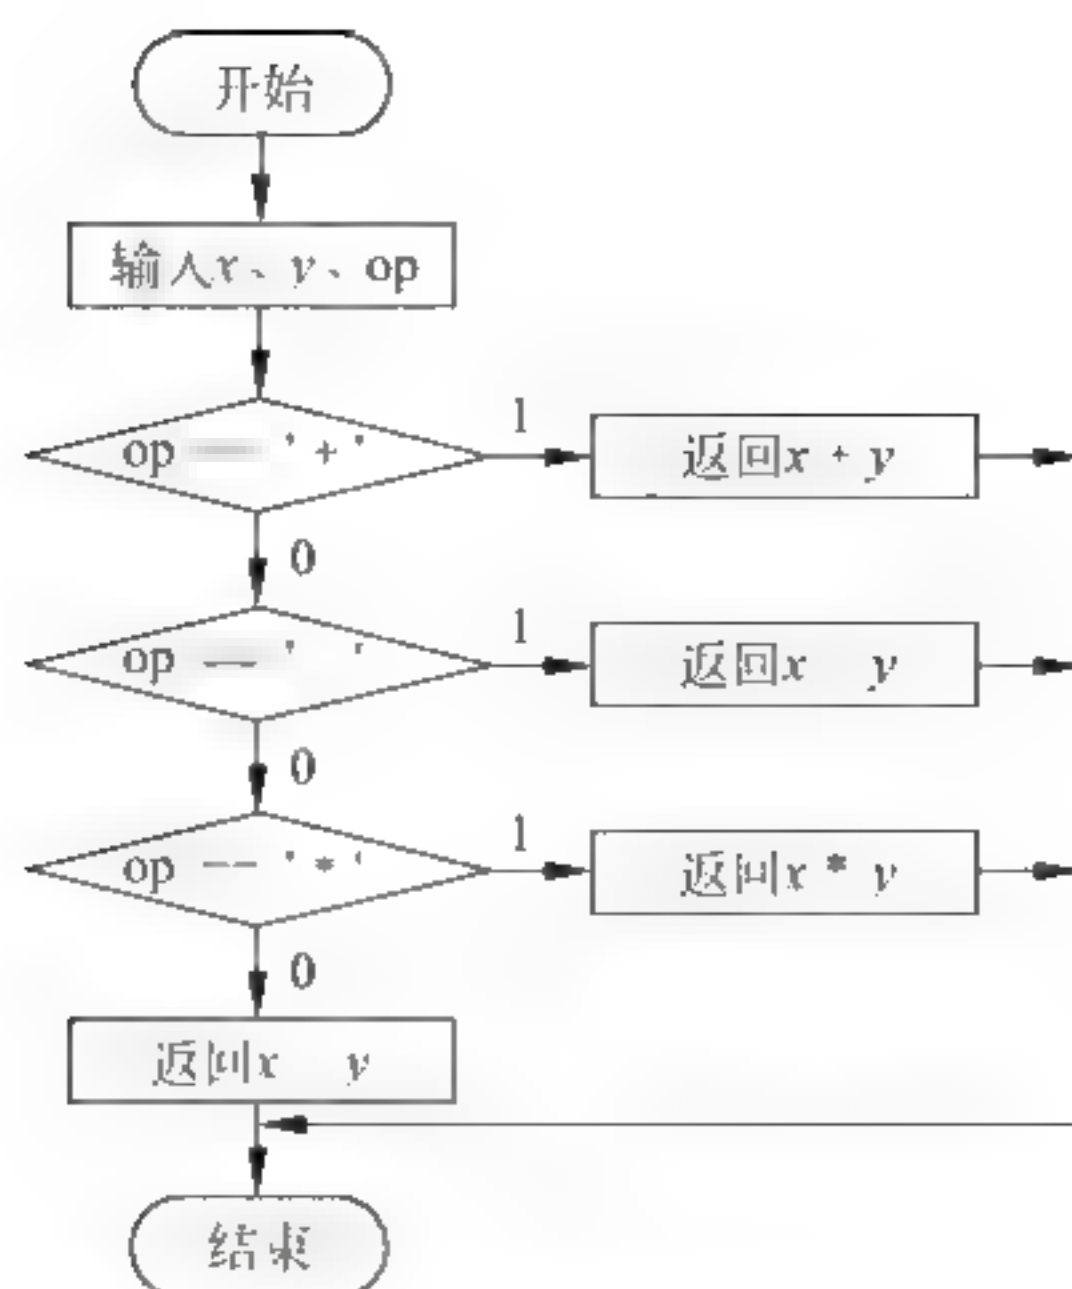 开始
输入x、y、op
op == '+'
1
返回x + y
0
op == ' '
1
返回x y
0
op == '*'
1
返回x * y
0
返回x y
结束